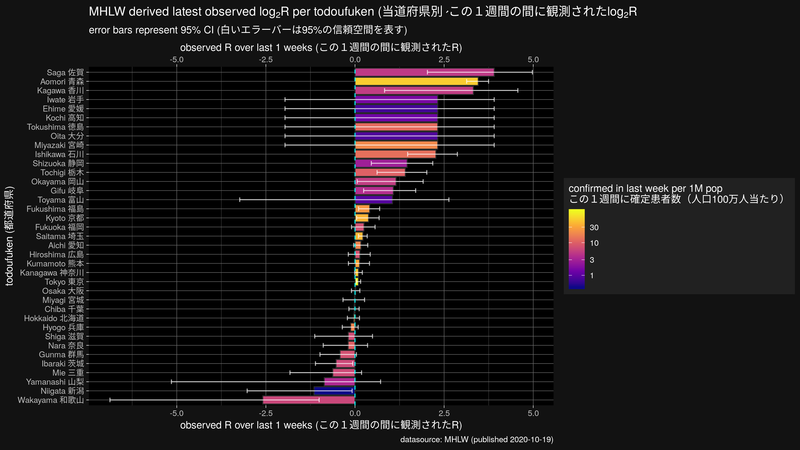 MHLW derived latest observed log2R per todoufuken (当道府県別 -この１週間の間に観測されたlog2R
error bars represent 95% CI (白いエラーバーは95%の信頼空間を表す)
observed R over last 1 weeks (この１週間の間に観測されたR)
-5.0 -2.5 0.0 2.5 5.0
todoufuken (都道府県)
Saga 佐賀
Aomori 青森
Kagawa 香川
Iwate 岩手
Ehime 愛媛
Kochi 高知
Tokushima 徳島
Oita 大分
Miyazaki 宮崎
Ishikawa 石川
Shizuoka 静岡
Tochigi 栃木
Okayama 岡山
Gifu 岐阜
Toyama 富山
Fukushima 福島
Kyoto 京都
Fukuoka 福岡
Saitama 埼玉
Aichi 愛知
Hiroshima 広島
Kumamoto 熊本
Kanagawa 神奈川
Tokyo 東京
Osaka 大阪
Miyagi 宮城
Chiba 千葉
Hokkaido 北海道
Hyogo 兵庫
Shiga 滋賀
Nara 奈良
Gunma 群馬
Ibaraki 茨城
Mie 三重
Yamanashi 山梨
Niigata 新潟
Wakayama 和歌山
-5.0 -2.5 0.0 2.5 5.0
observed R over last 1 weeks (この１週間の間に観測されたR)
datasource: MHLW (published 2020-10-19)
confirmed in last week per 1M pop
この１週間に確定患者数（人口100万人当たり）
30
10
3
1